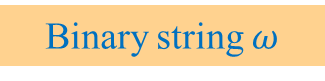 Binary string ω